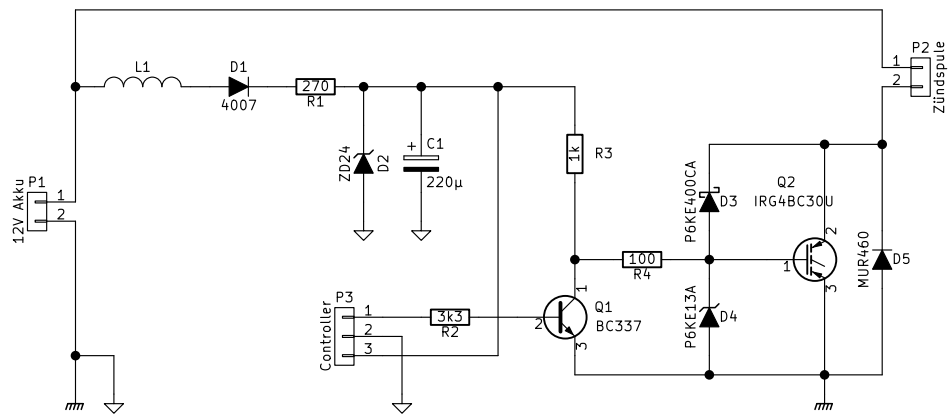 P2
1
2
Zündspule
L1
D1
4007
270
R1
ZD24
D2
+
C1
220µ
1k
R3
P1
1
2
12V Akku
P6KE400CA
D3
Q2
IRG4BC30U
2
1
3
MUR460
D5
100
R4
P6KE13A
D4
P3
1
2
3
Controller
3k3
R2
1
2
3
Q1
BC337